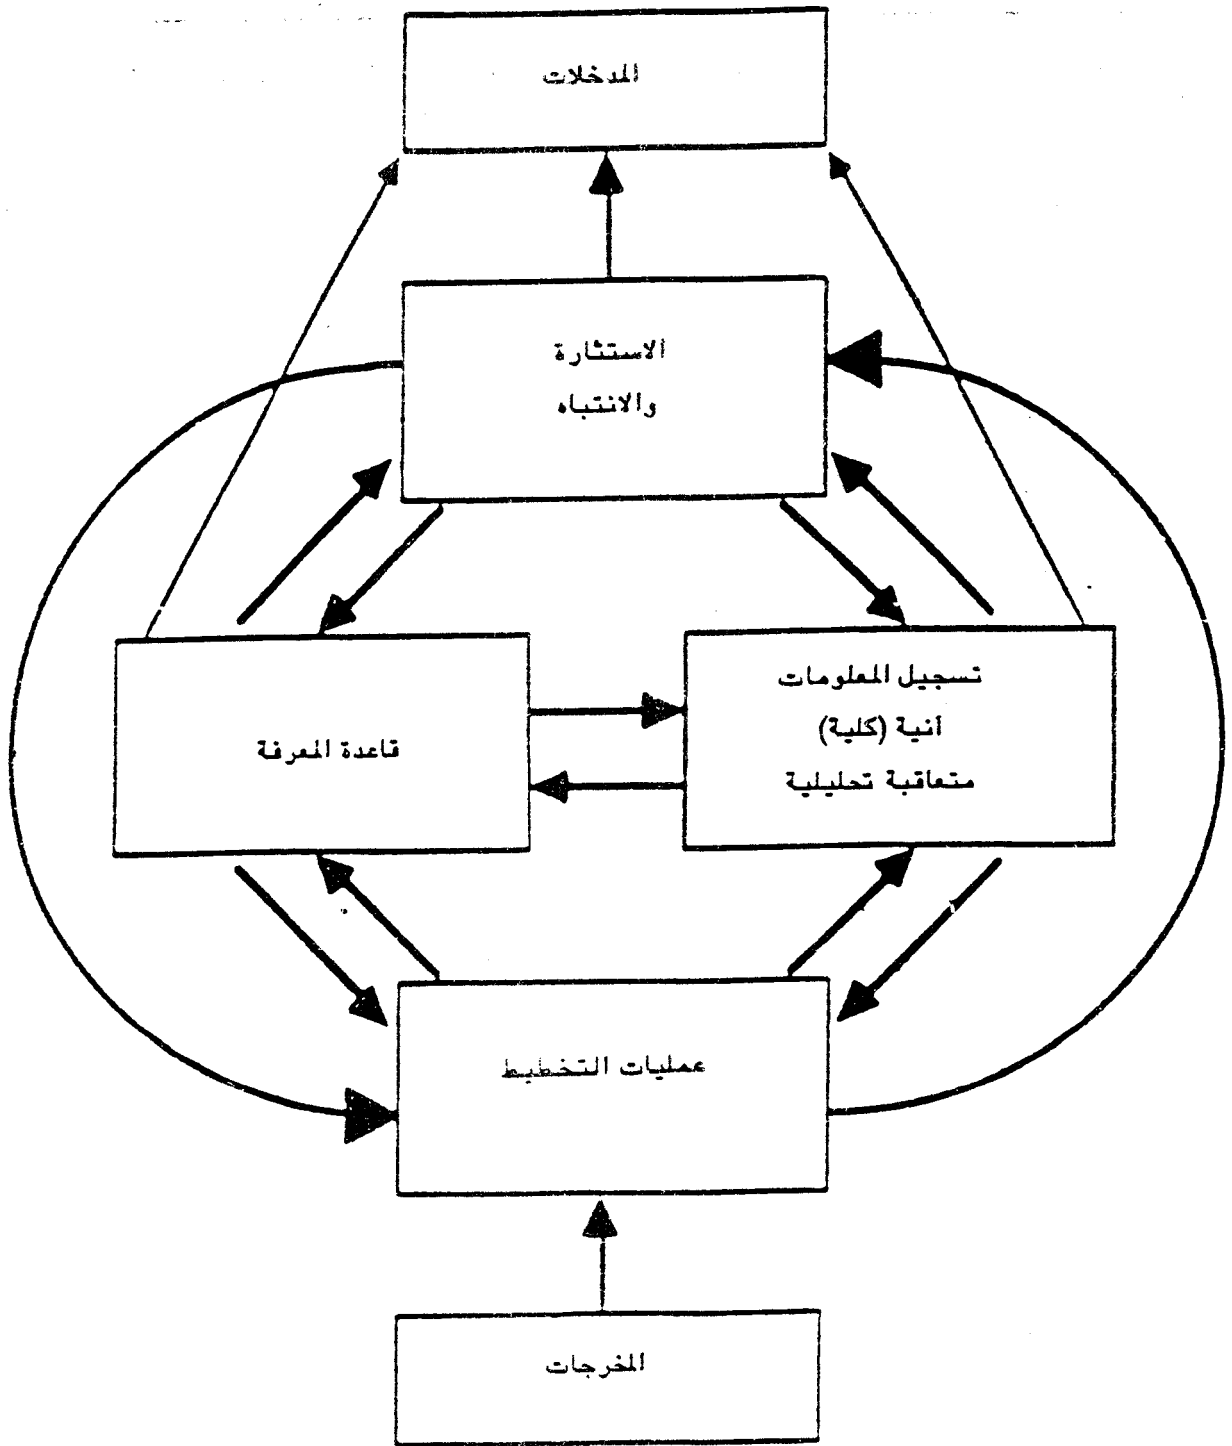 المدخلات
الاستثارة
والانتباه
قاعدة المعرفة
تسجيل المعلومات
آنية (كلية)
متعاقبة تحليلية
عمليات التخطيط
المخرجات